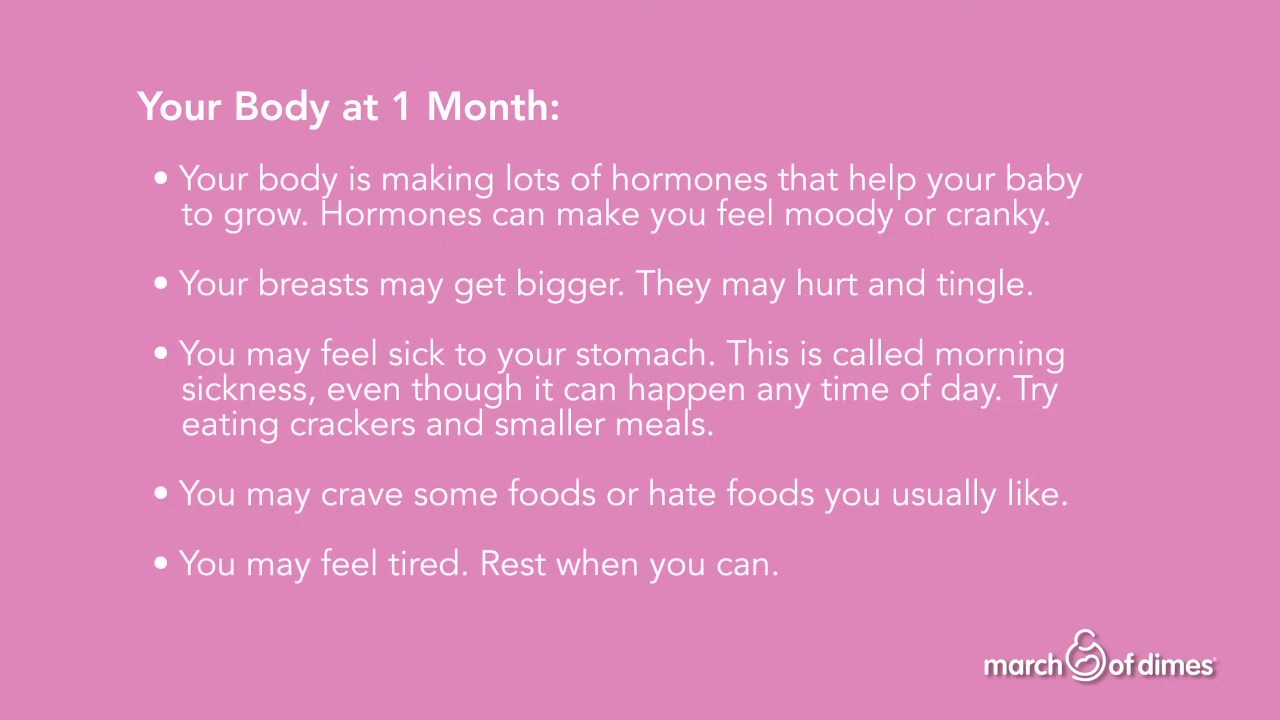 Your Body at 1 Month:
• Your body is making lots of hormones that help your baby
to grow. Hormones can make you feel moody or cranky.
• Your breasts may get bigger. They may hurt and tingle.
• You may feel sick to your stomach. This is called morning
sickness, even though it can happen any time of day. Try
eating crackers and smaller meals.
• You may crave some foods or hate foods you usually like.
• You may feel tired. Rest when you can.
march of dimes